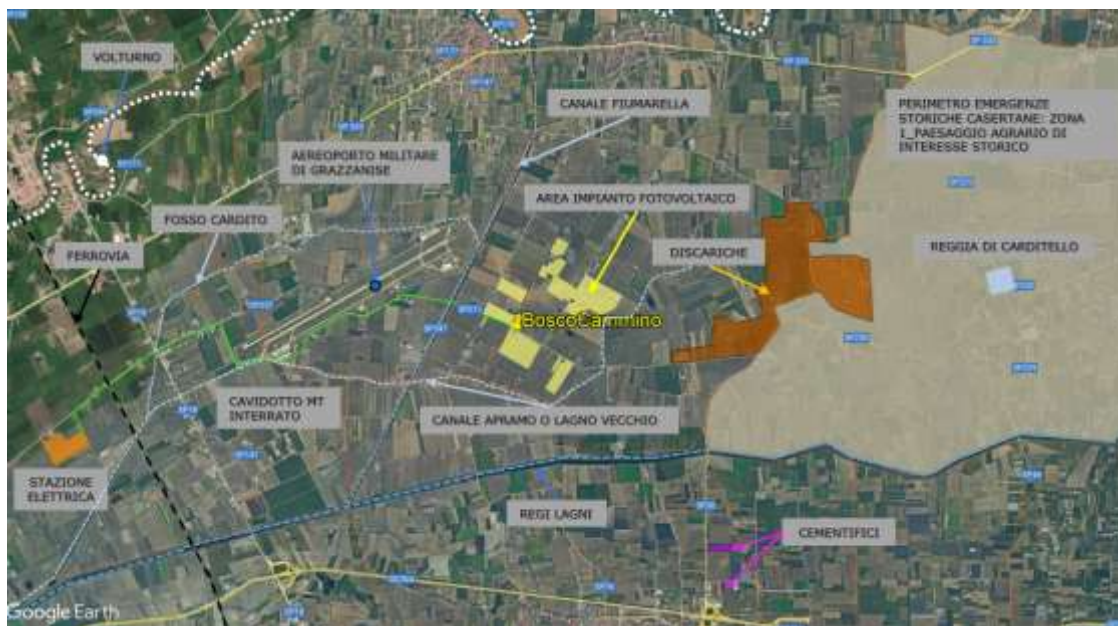 VOLTURNO
CANALE FIUMARELLA
PERIMETRO EMERGENZE
STORICHE CASERTANE: ZONA
1_PAESAGGIO AGRARIO DI
INTERESSE STORICO
AEREOPORTO MILITARE
DI GRAZZANISE
AREA IMPIANTO FOTOVOLTAICO
FOSSO CARDITO
FERROVIA
DISCARICHE
REGGIA DI CARDITELLO
BoscoCammino
CAVIDOTTO MT
INTERRATO
CANALE APRAMO O LAGNO VECCHIO
STAZIONE
ELETTRICA
REGI LAGNI
CEMENTIFICI
Google Earth